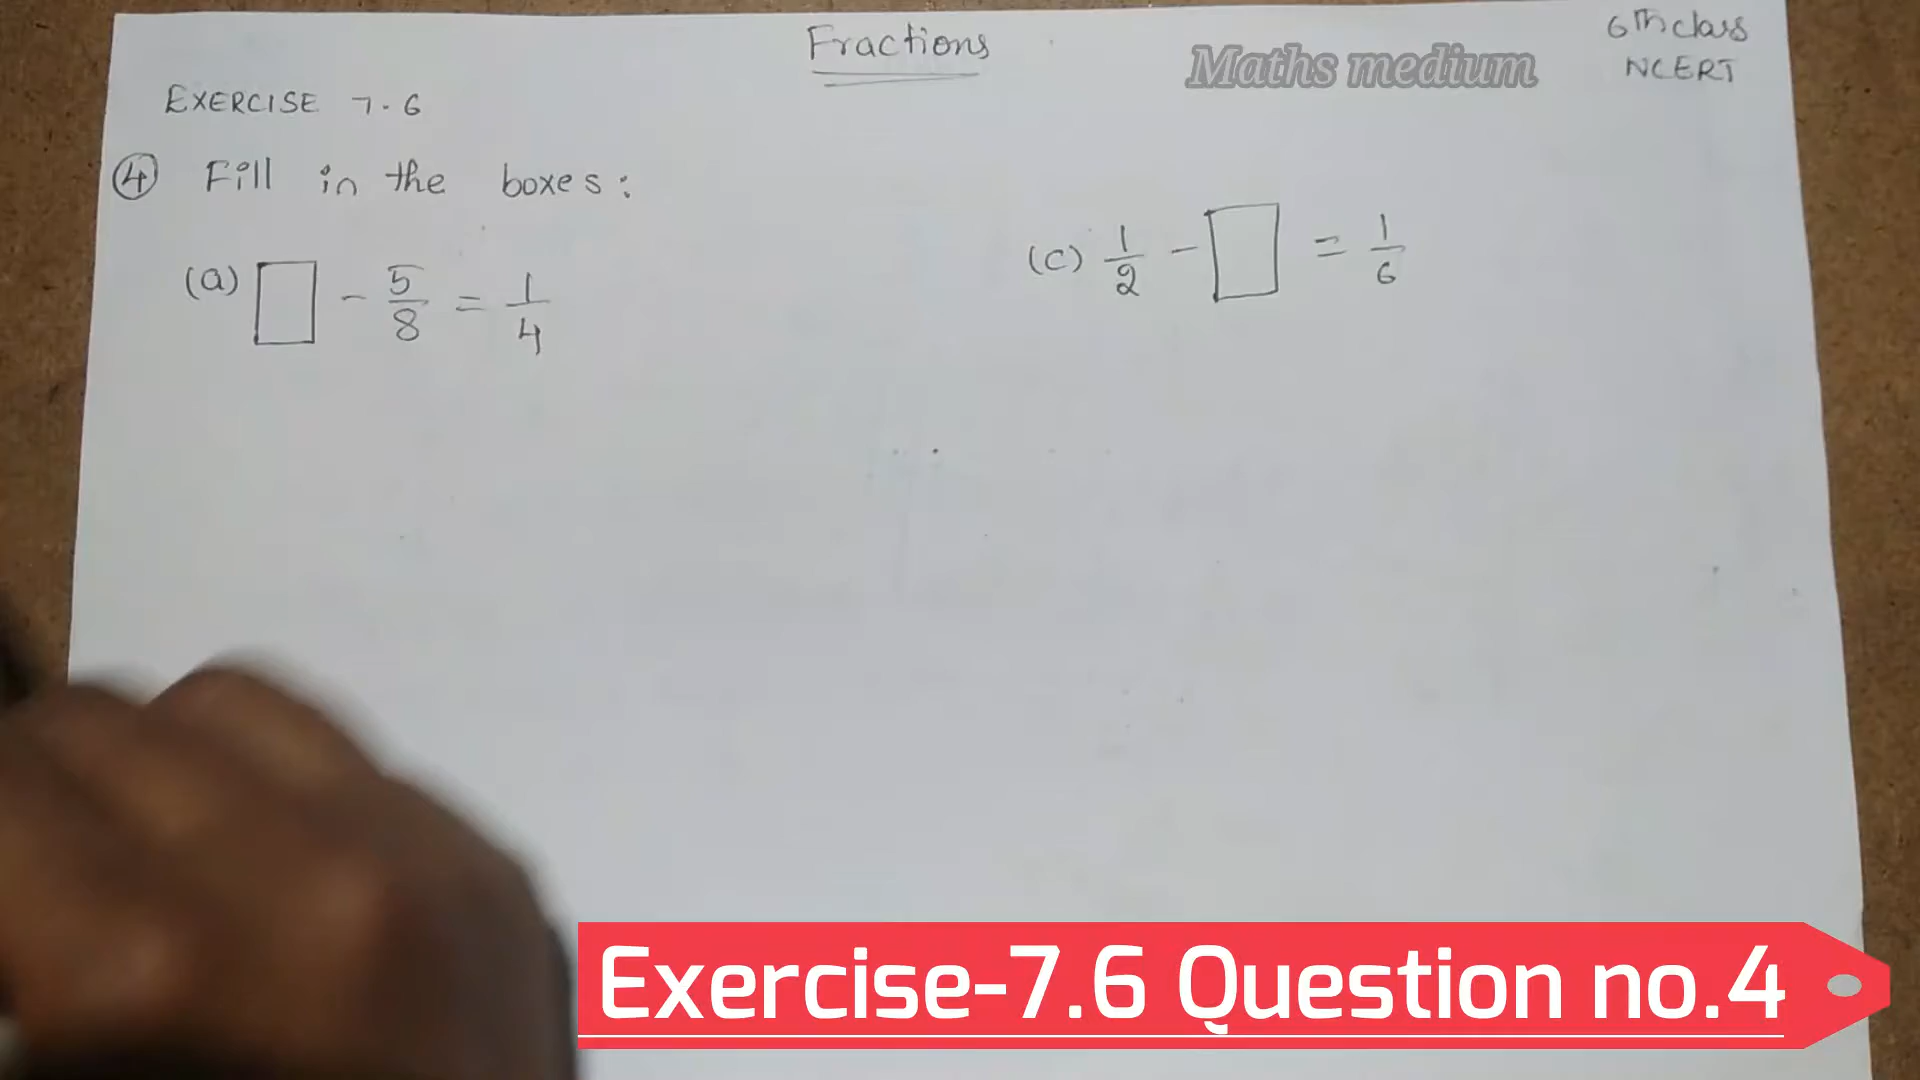 Fractions
Maths medium
6th class
NCERT
EXERCISE 7.6
4 Fill in the boxes:
(a) □ - 5/8 = 1/4
(c) 1/2 - □ = 1/6
Exercise-7.6 Question no.4